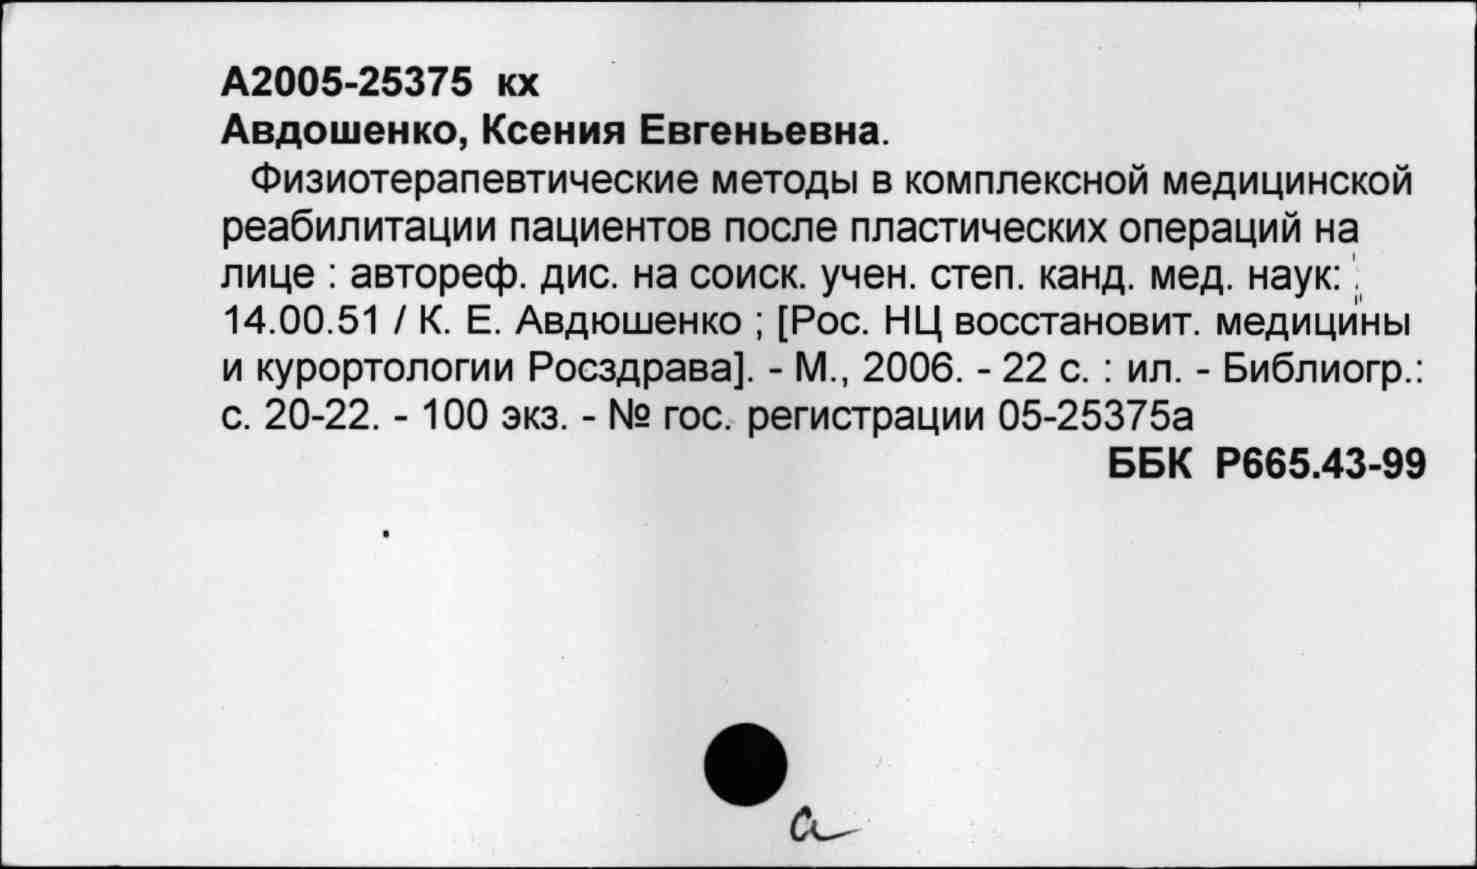 А2005-25375 кх
Авдошенко, Ксения Евгеньевна.
Физиотерапевтические методы в комплексной медицинской
реабилитации пациентов после пластических операций на
лице : автореф. дис. на соиск. учен. степ. канд. мед. наук: :
14.00.51 / К. Е. Авдюшенко ; [Рос. НЦ восстановит. медицины
и курортологии Росздрава]. - М., 2006. - 22 с. : ил. - Библиогр.:
с. 20-22. - 100 экз. - № гос. регистрации 05-25375а
ББК Р665.43-99
а